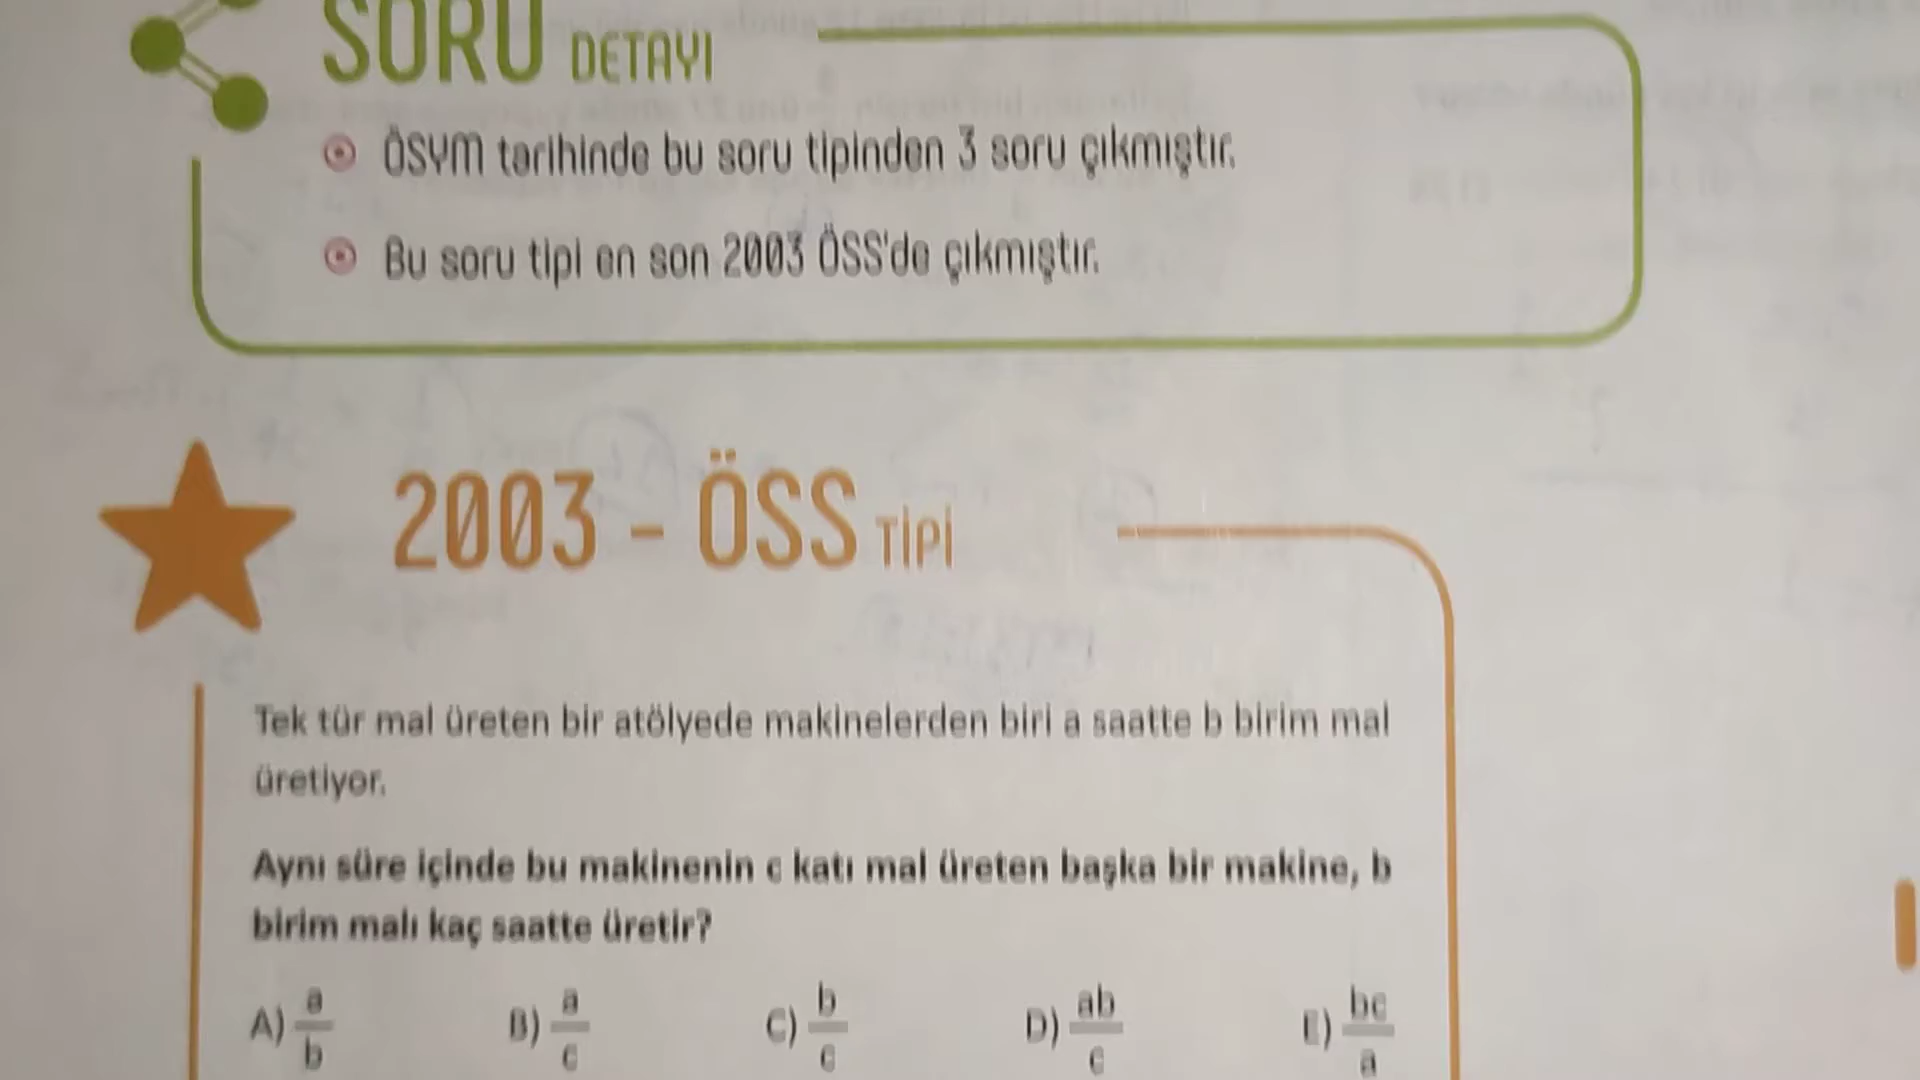 SORU DETAYI
ÖSYM tarihinde bu soru tipinden 3 soru çıkmıştır.
Bu soru tipi en son 2003 ÖSS'de çıkmıştır.
2003 - ÖSS TİPİ
Tek tür mal üreten bir atölyede makinelerden biri a saatte b birim mal
üretiyor.
Aynı süre içinde bu makinenin c katı mal üreten başka bir makine, b
birim malı kaç saatte üretir?
A) a/b B) a/c C) b/c D) ab/c E) bc/a